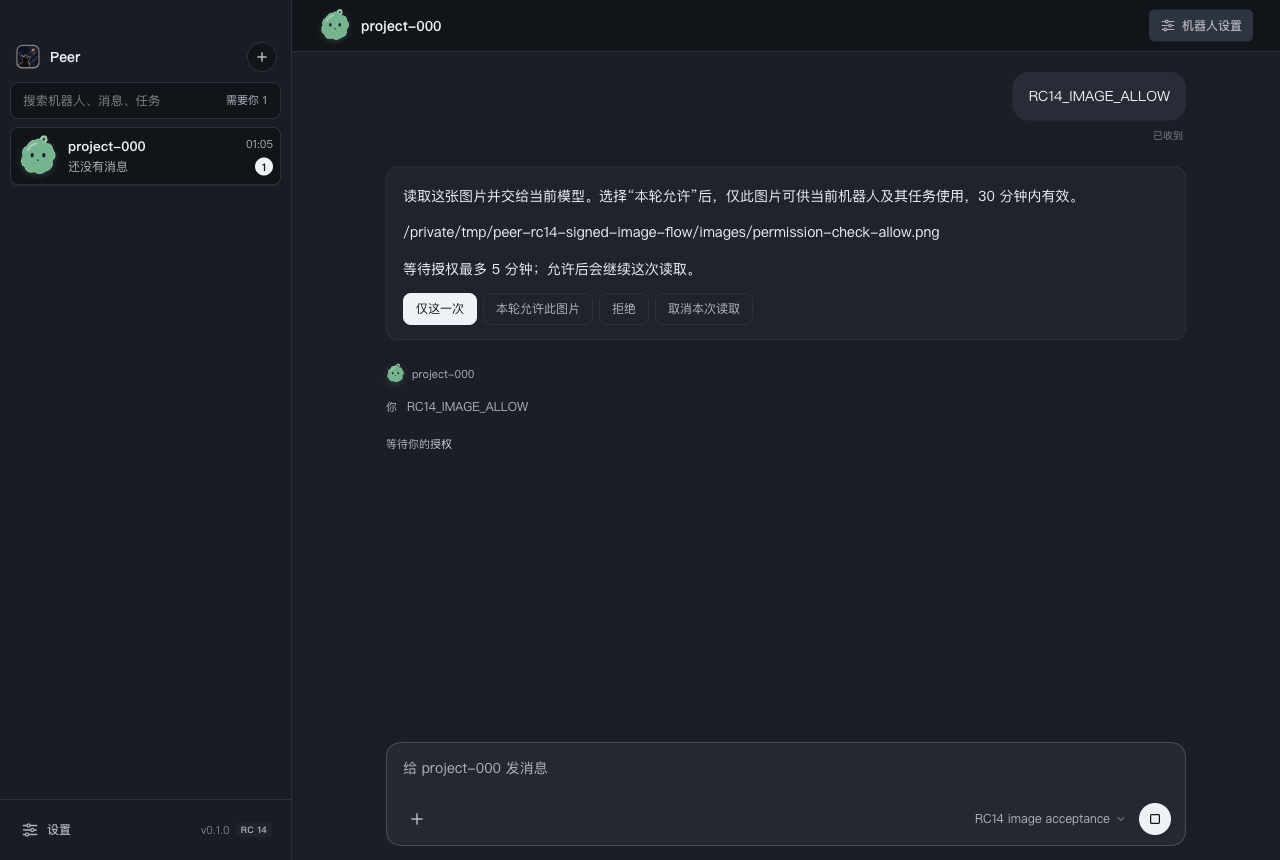 Peer
搜索机器人、消息、任务
需要你 1
project-000
01:05
还没有消息
1
设置
v0.1.0
RC 14
project-000
机器人设置
RC14_IMAGE_ALLOW
已收到
读取这张图片并交给当前模型。选择“本轮允许”后，仅此图片可供当前机器人及其任务使用，30 分钟内有效。
/private/tmp/peer-rc14-signed-image-flow/images/permission-check-allow.png
等待授权最多 5 分钟；允许后会继续这次读取。
仅这一次
本轮允许此图片
拒绝
取消本次读取
project-000
你 RC14_IMAGE_ALLOW
等待你的授权
给 project-000 发消息
RC14 image acceptance